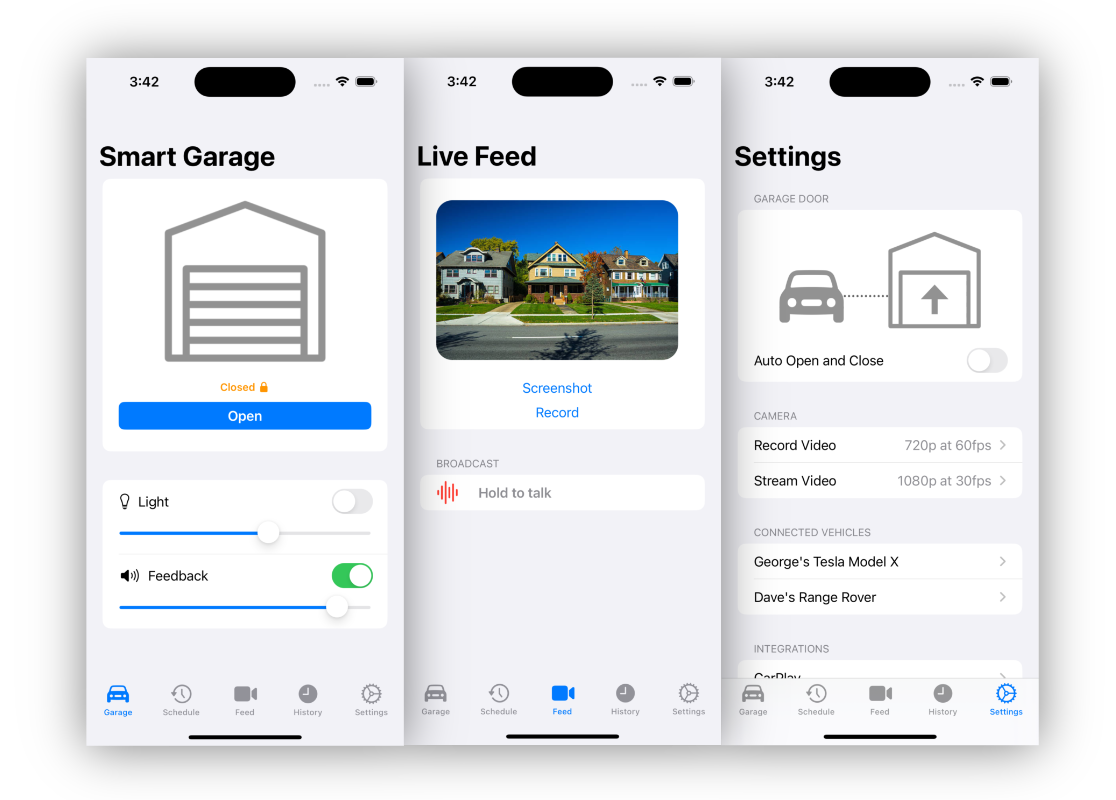 3:42
Smart Garage
Closed
Open
Light
Feedback
Garage
Schedule
Feed
History
Settings
3:42
Live Feed
Screenshot
Record
BROADCAST
Hold to talk
Garage
Schedule
Feed
History
Settings
3:42
Settings
GARAGE DOOR
Auto Open and Close
CAMERA
Record Video 720p at 60fps
Stream Video 1080p at 30fps
CONNECTED VEHICLES
George's Tesla Model X
Dave's Range Rover
INTEGRATIONS
CarPlay
Garage
Schedule
Feed
History
Settings